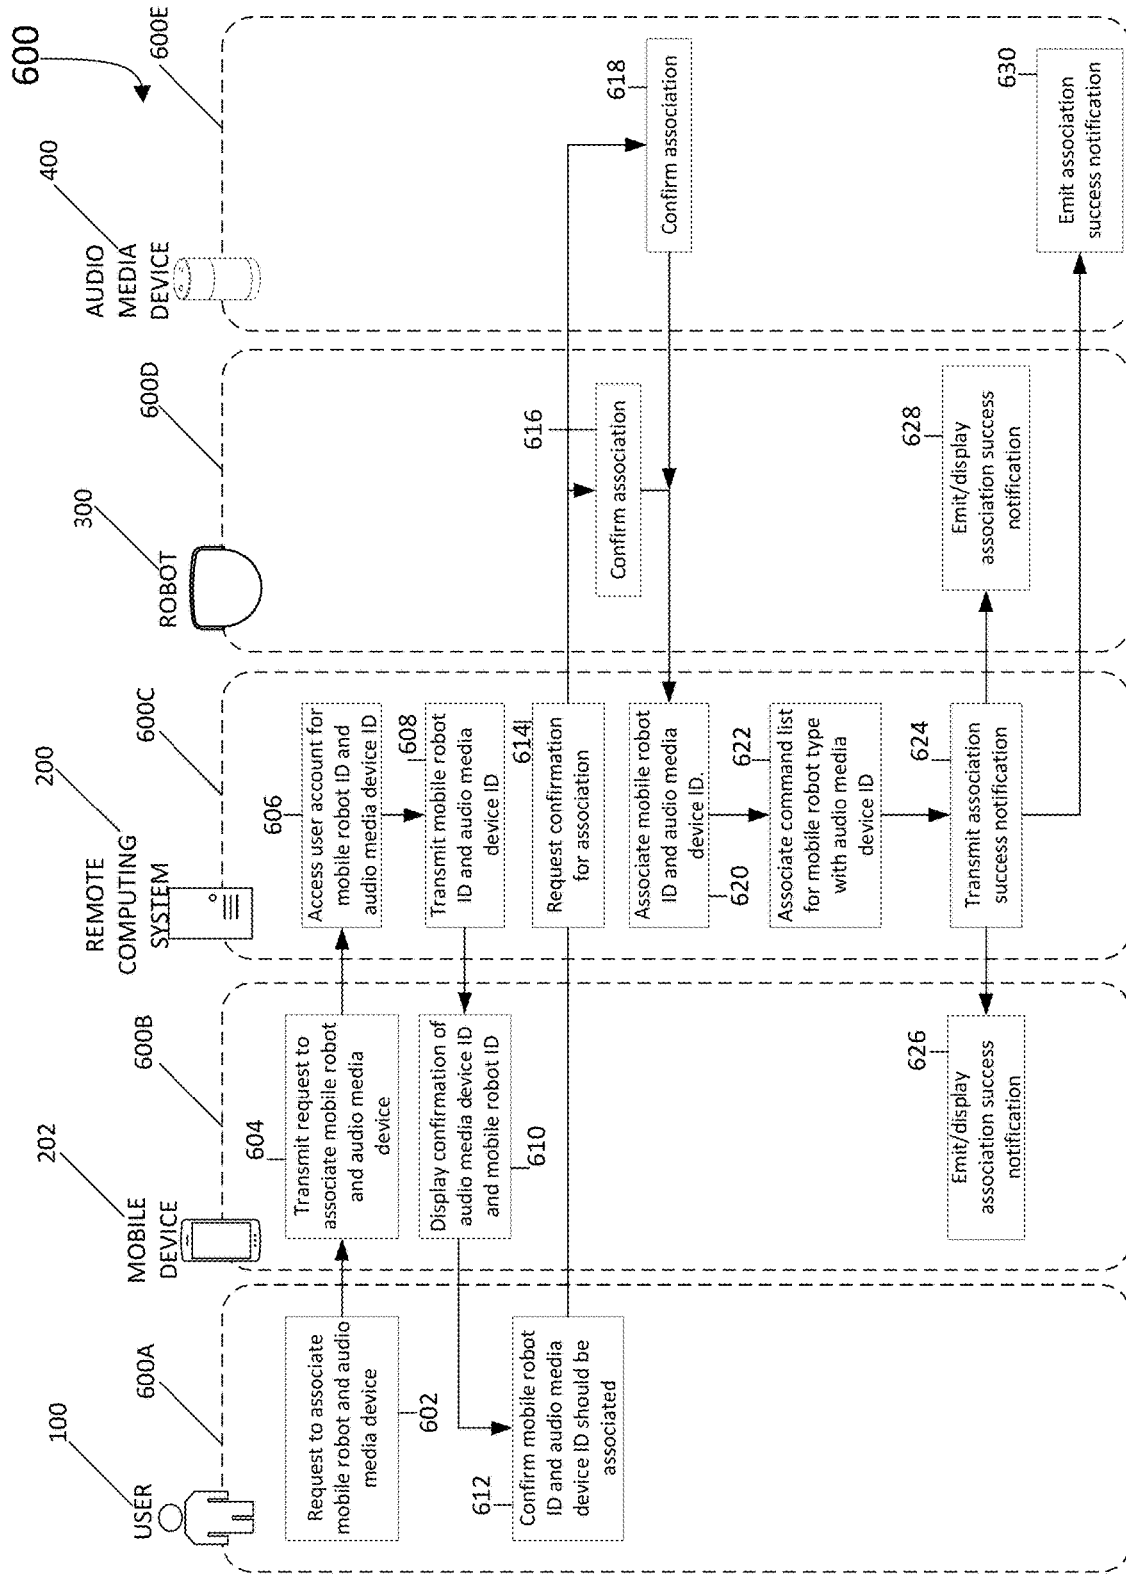 600
USER
100
600A
MOBILE
DEVICE
202
600B
REMOTE
COMPUTING
SYSTEM
200
600C
ROBOT
300
600D
AUDIO
MEDIA
DEVICE
400
600E
Request to associate
mobile robot and audio
media device
602
604
Transmit request to
associate mobile robot
and audio media
device
606
Access user account for
mobile robot ID and
audio media device ID
608
Transmit mobile robot
ID and audio media
device ID
Display confirmation of
audio media device ID
and mobile robot ID
610
612
Confirm mobile robot
ID and audio media
device ID should be
associated
614
Request confirmation
for association
616
Confirm association
618
Confirm association
Associate mobile robot
ID and audio media
device ID.
620
622
Associate command list
for mobile robot type
with audio media
device ID
624
Transmit association
success notification
626
Emit/display
association success
notification
628
Emit/display
association success
notification
630
Emit association
success notification